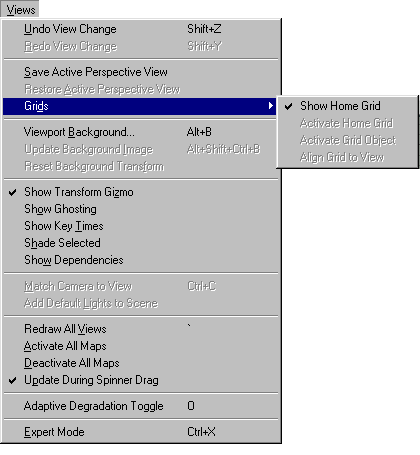 Views
Undo View Change Shift+Z
Redo View Change Shift+Y
Save Active Perspective View
Restore Active Perspective View
Grids
Show Home Grid
Activate Home Grid
Activate Grid Object
Align Grid to View
Viewport Background... Alt+B
Update Background Image Alt+Shift+Ctrl+B
Reset Background Transform
Show Transform Gizmo
Show Ghosting
Show Key Times
Shade Selected
Show Dependencies
Match Camera to View Ctrl+C
Add Default Lights to Scene
Redraw All Views `
Activate All Maps
Deactivate All Maps
Update During Spinner Drag
Adaptive Degradation Toggle O
Expert Mode Ctrl+X